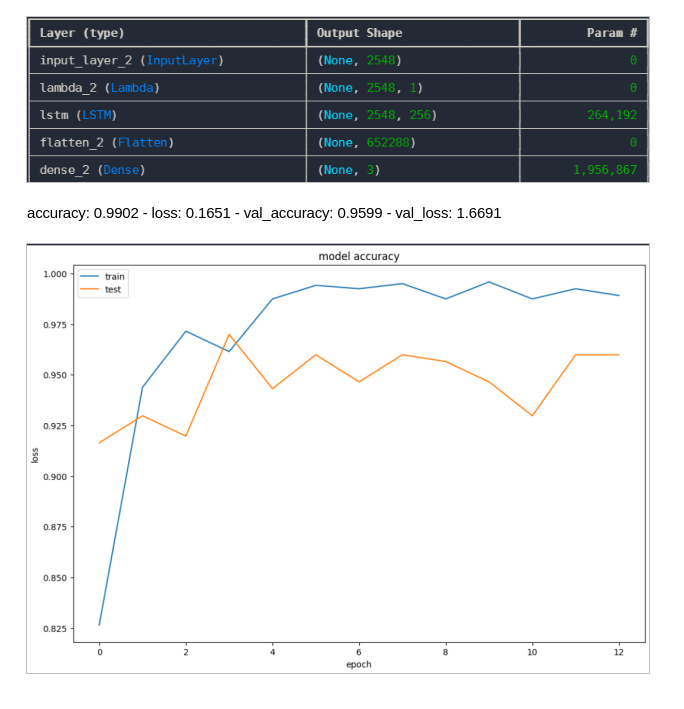 Layer (type) Output Shape Param #
input_layer_2 (InputLayer) (None, 2548) 0
lambda_2 (Lambda) (None, 2548, 1) 0
lstm (LSTM) (None, 2548, 256) 264,192
flatten_2 (Flatten) (None, 652288) 0
dense_2 (Dense) (None, 3) 1,956,867
accuracy: 0.9902 - loss: 0.1651 - val_accuracy: 0.9599 - val_loss: 1.6691
model accuracy
train
test
1.000
0.975
0.950
0.925
0.900
0.875
0.850
0.825
loss
0 2 4 6 8 10 12
epoch